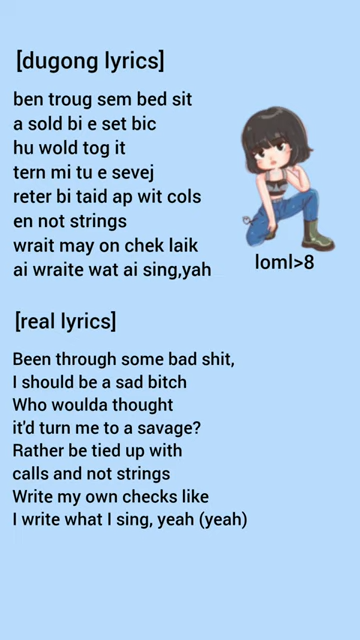 [dugong lyrics]
ben troug sem bed sit
a sold bi e set bic
hu wold tog it
tern mi tu e sevej
reter bi taid ap wit cols
en not strings
wrait may on chek laik
ai wraite wat ai sing,yah
loml>8
[real lyrics]
Been through some bad shit,
I should be a sad bitch
Who woulda thought
it'd turn me to a savage?
Rather be tied up with
calls and not strings
Write my own checks like
I write what I sing, yeah (yeah)